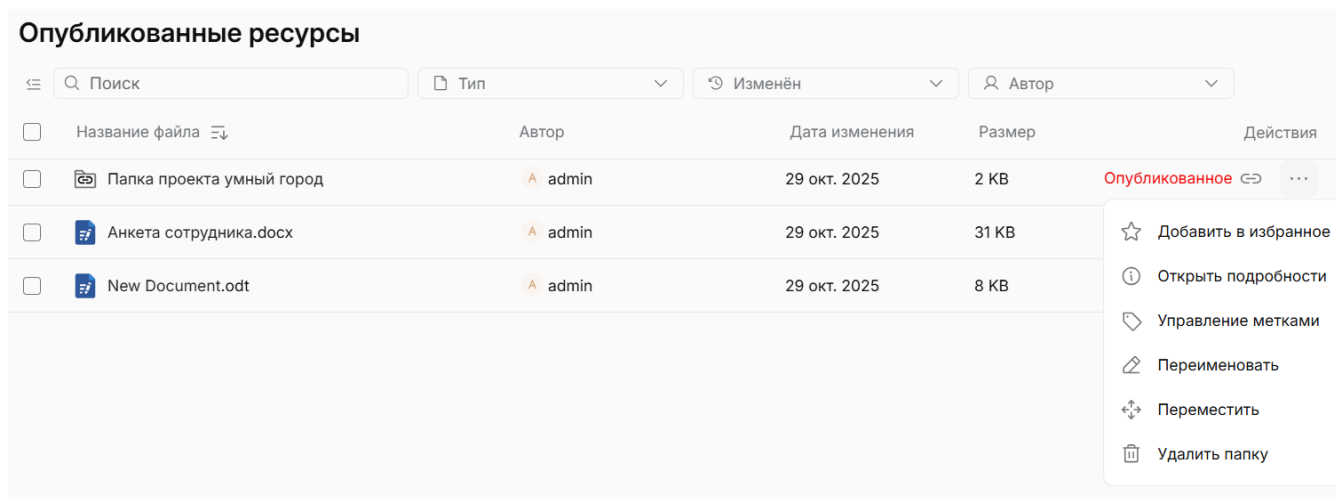 Опубликованные ресурсы
Поиск Тип Изменён Автор
Название файла Автор Дата изменения Размер Действия
Папка проекта умный город A admin 29 окт. 2025 2 KB Опубликованное ...
Анкета сотрудника.docx A admin 29 окт. 2025 31 KB
New Document.odt A admin 29 окт. 2025 8 KB
Добавить в избранное
Открыть подробности
Управление метками
Переименовать
Переместить
Удалить папку